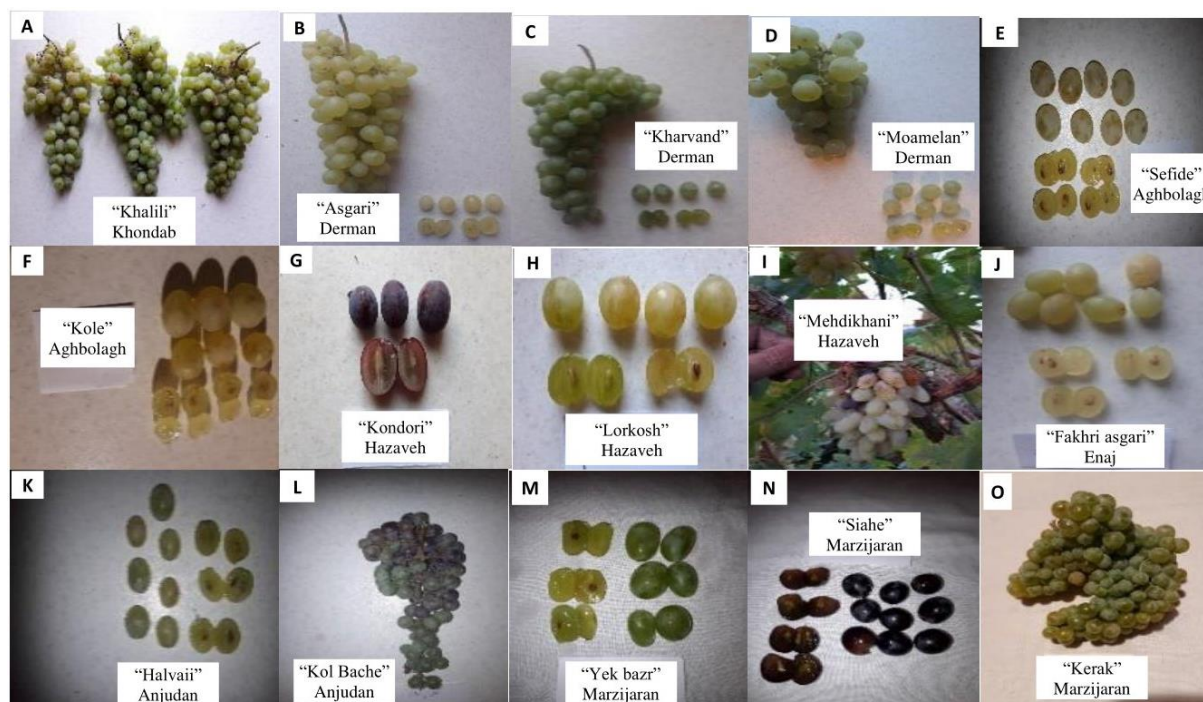 A
"Khalili"
Khondab
B
"Asgari"
Derman
C
"Kharvand"
Derman
D
"Moamelan"
Derman
E
"Sefide"
Aghbolagh
F
"Kole"
Aghbolagh
G
"Kondori"
Hazaveh
H
"Lorkosh"
Hazaveh
I
"Mehdikhani"
Hazaveh
J
"Fakhri asgari"
Enaj
K
"Halvaii"
Anjudan
L
"Kol Bache"
Anjudan
M
"Yek bazr"
Marzijaran
N
"Siahe"
Marzijaran
O
"Kerak"
Marzijaran